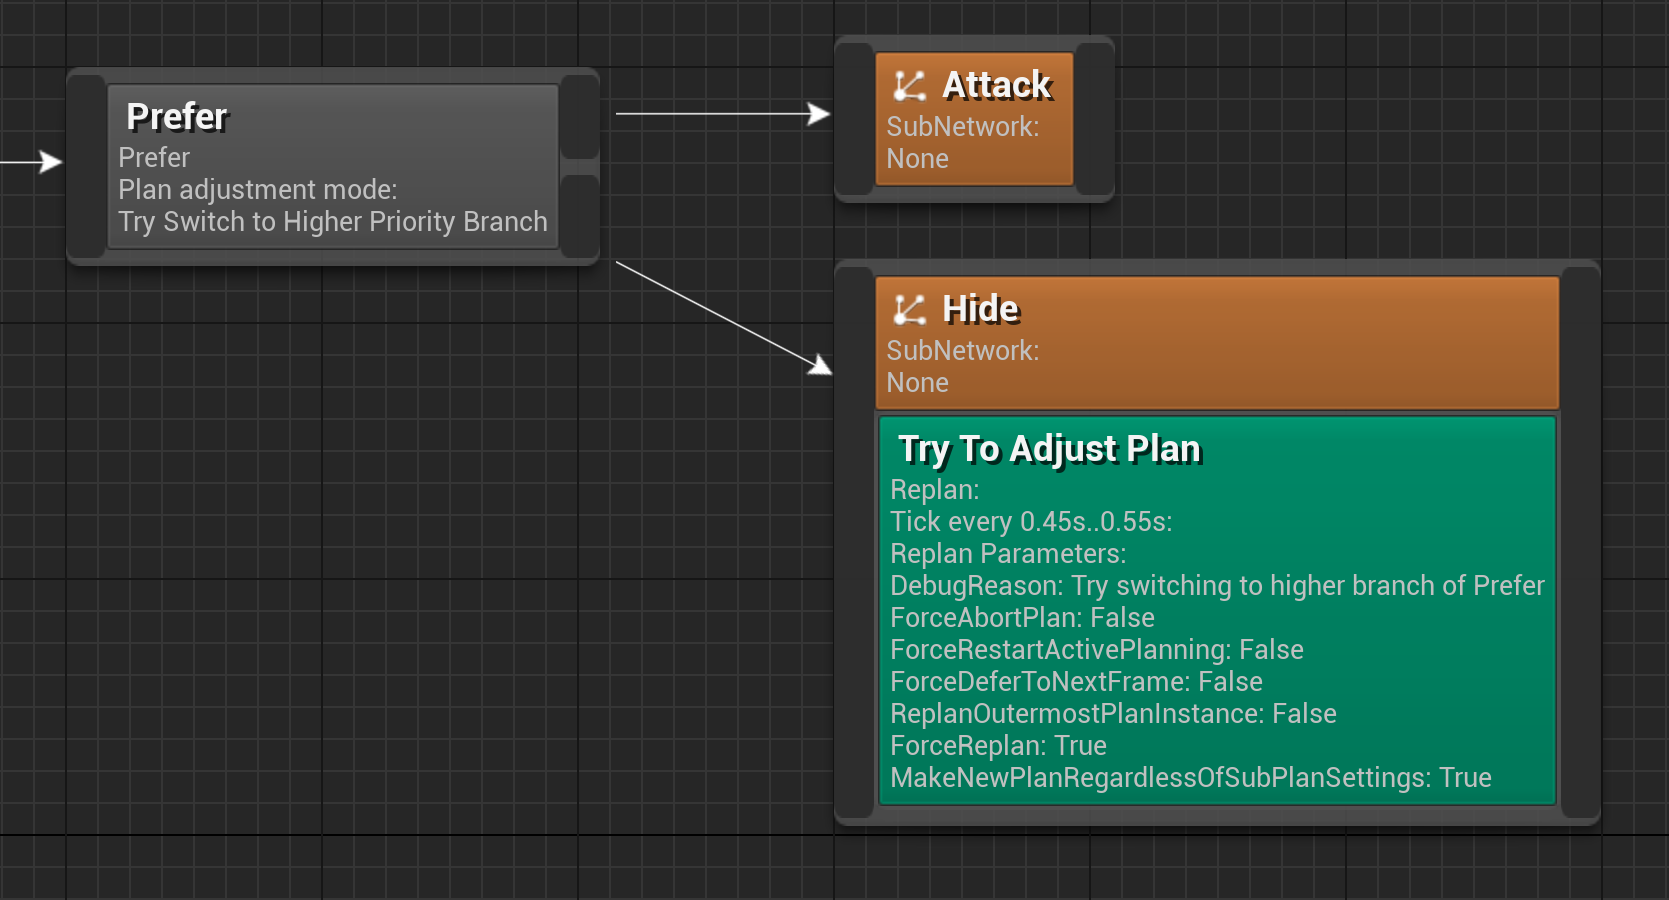 Prefer
Prefer
Plan adjustment mode:
Try Switch to Higher Priority Branch
Attack
SubNetwork:
None
Hide
SubNetwork:
None
Try To Adjust Plan
Replan:
Tick every 0.45s..0.55s:
Replan Parameters:
DebugReason: Try switching to higher branch of Prefer
ForceAbortPlan: False
ForceRestartActivePlanning: False
ForceDeferToNextFrame: False
ReplanOutermostPlanInstance: False
ForceReplan: True
MakeNewPlanRegardlessOfSubPlanSettings: True